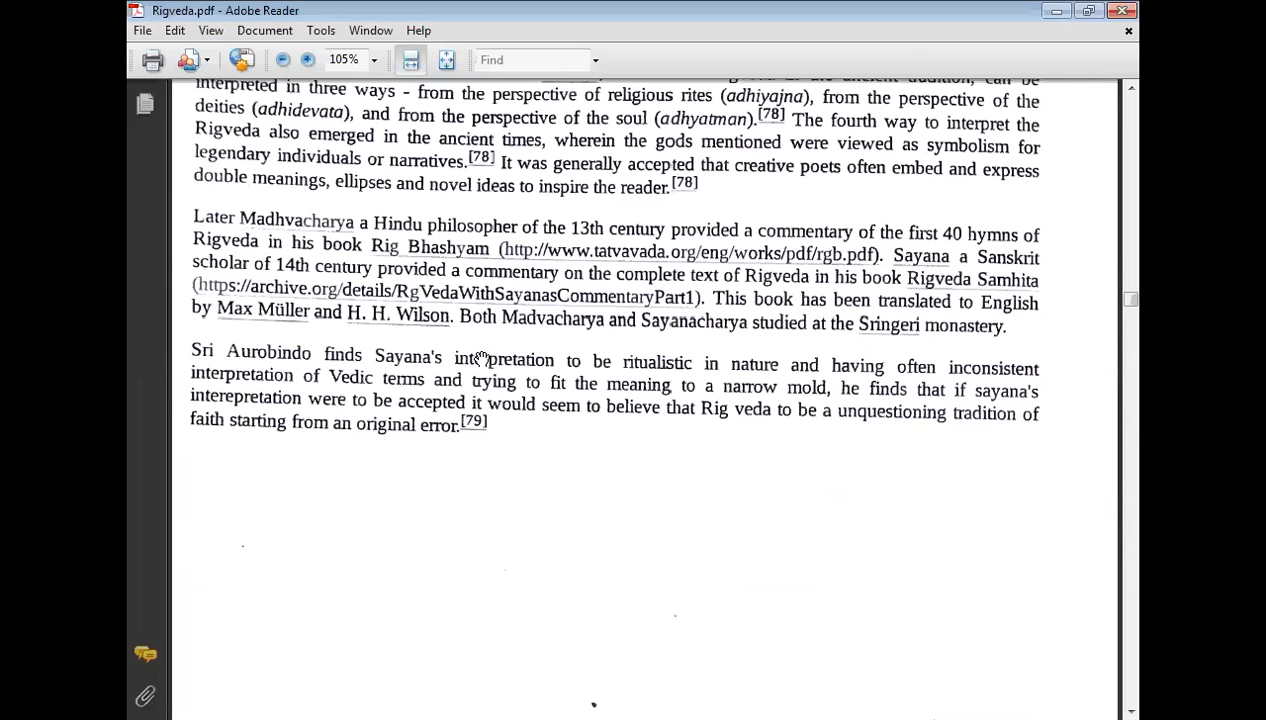 Rigveda.pdf - Adobe Reader
File Edit View Document Tools Window Help
105% Find
interpreted in three ways - from the perspective of religious rites (adhiyajna), from the perspective of the
deities (adhidevata), and from the perspective of the soul (adhyatman).[78] The fourth way to interpret the
Rigveda also emerged in the ancient times, wherein the gods mentioned were viewed as symbolism for
legendary individuals or narratives.[78] It was generally accepted that creative poets often embed and express
double meanings, ellipses and novel ideas to inspire the reader.[78]
Later Madhvacharya a Hindu philosopher of the 13th century provided a commentary of the first 40 hymns of
Rigveda in his book Rig Bhashyam (http://www.tatvavada.org/eng/works/pdf/rgb.pdf). Sayana a Sanskrit
scholar of 14th century provided a commentary on the complete text of Rigveda in his book Rigveda Samhita
(https://archive.org/details/RgVedaWithSayanasCommentaryPart1). This book has been translated to English
by Max Müller and H. H. Wilson. Both Madvacharya and Sayanacharya studied at the Sringeri monastery.
Sri Aurobindo finds Sayana's interpretation to be ritualistic in nature and having often inconsistent
interpretation of Vedic terms and trying to fit the meaning to a narrow mold, he finds that if sayana's
interepretation were to be accepted it would seem to believe that Rig veda to be a unquestioning tradition of
faith starting from an original error.[79]